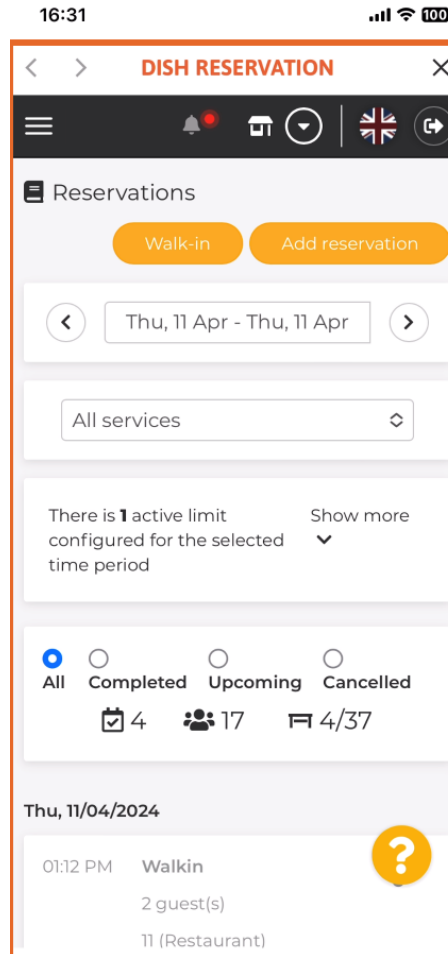 16:31
100
DISH RESERVATION
Reservations
Walk-in
Add reservation
Thu, 11 Apr - Thu, 11 Apr
All services
There is 1 active limit
configured for the selected
time period
Show more
All Completed Upcoming Cancelled
4 17 4/37
Thu, 11/04/2024
01:12 PM Walkin
2 guest(s)
11 (Restaurant)
?